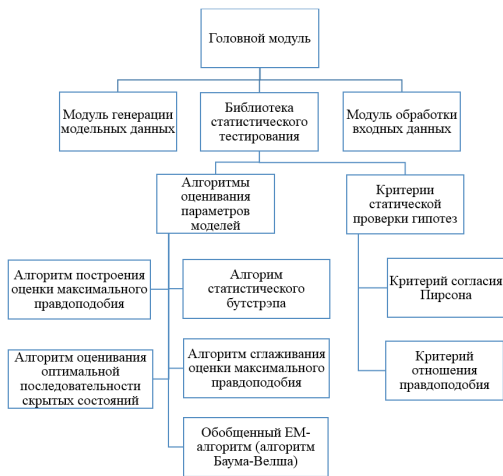 Головной
модуль
Модуль генерации
модельных данных
Библиотека
статистического
тестирования
Модуль обработки
входных данных
Алгоритмы
оценивания
параметров
моделей
Критерии
статической
проверки гипотез
Алгоритм построения
оценки максимального
правдоподобия
Алгорим
статистического
бутстрэпа
Критерий согласия
Пирсона
Алгоритм оценивания
оптимальной
последовательности
скрытых состояний
Алгоритм сглаживания
оценки максимального
правдоподобия
Критерий
отношения
правдоподобия
Обобщенный EM-
алгоритм (алгоритм
Баума-Велша)